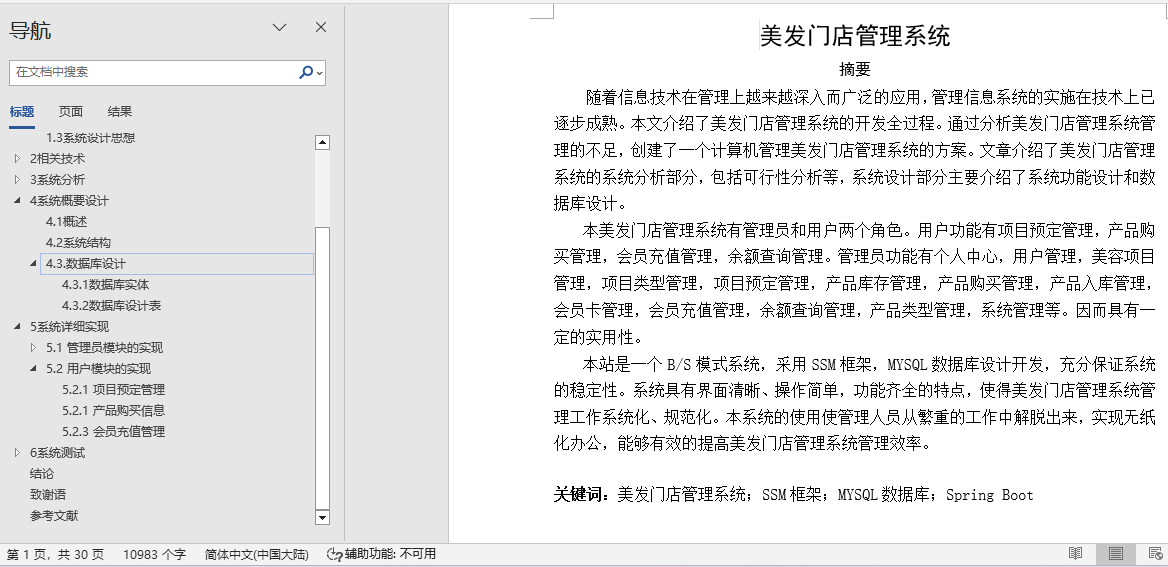 导航
在文档中搜索
标题 页面 结果
1.3系统设计思想
2相关技术
3系统分析
4系统概要设计
4.1概述
4.2系统结构
4.3.数据库设计
4.3.1数据库实体
4.3.2数据库设计表
5系统详细实现
5.1 管理员模块的实现
5.2 用户模块的实现
5.2.1 项目预定管理
5.2.1 产品购买信息
5.2.3 会员充值管理
6系统测试
结论
致谢语
参考文献
美发门店管理系统
摘要
随着信息技术在管理上越来越深入而广泛的应用,管理信息系统的实施在技术上已
逐步成熟。本文介绍了美发门店管理系统的开发全过程。通过分析美发门店管理系统管
理的不足，创建了一个计算机管理美发门店管理系统的方案。文章介绍了美发门店管理
系统的系统分析部分，包括可行性分析等，系统设计部分主要介绍了系统功能设计和数
据库设计。
本美发门店管理系统有管理员和用户两个角色。用户功能有项目预定管理，产品购
买管理，会员充值管理，余额查询管理。管理员功能有个人中心，用户管理，美容项目
管理，项目类型管理，项目预定管理，产品库存管理，产品购买管理，产品入库管理，
会员卡管理，会员充值管理，余额查询管理，产品类型管理，系统管理等。因而具有一
定的实用性。
本站是一个 B/S 模式系统，采用 SSM 框架，MYSQL 数据库设计开发，充分保证系统
的稳定性。系统具有界面清晰、操作简单，功能齐全的特点，使得美发门店管理系统管
理工作系统化、规范化。本系统的使用使管理人员从繁重的工作中解脱出来，实现无纸
化办公，能够有效的提高美发门店管理系统管理效率。
关键词：美发门店管理系统；SSM 框架；MYSQL 数据库；Spring Boot
第 1 页，共 30 页 10983 个字 简体中文(中国大陆) 辅助功能: 不可用